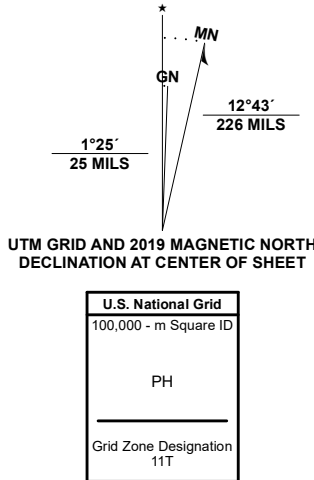 ★
MN
GN
1°25´
25 MILS
12°43´
226 MILS
UTM GRID AND 2019 MAGNETIC NORTH
DECLINATION AT CENTER OF SHEET
U.S. National Grid
100,000 - m Square ID
PH
Grid Zone Designation
11T